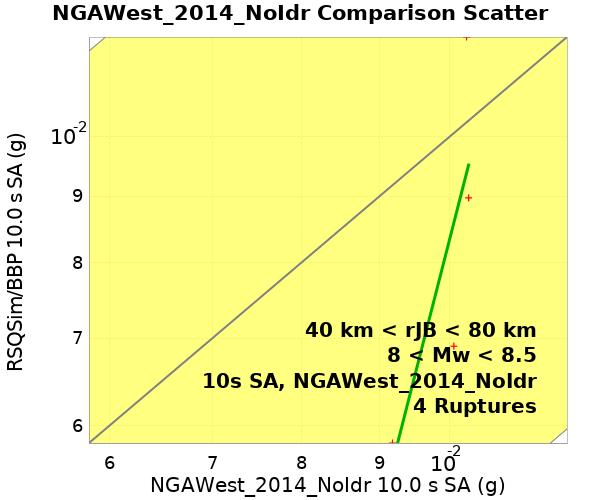 NGAWest_2014_NoIdr Comparison Scatter
RSQSim/BBP 10.0 s SA (g)
10-2
9
8
7
6
40 km < rJB < 80 km
8 < Mw < 8.5
10s SA, NGAWest_2014_NoIdr
4 Ruptures
6 7 8 9 10-2
NGAWest_2014_NoIdr 10.0 s SA (g)